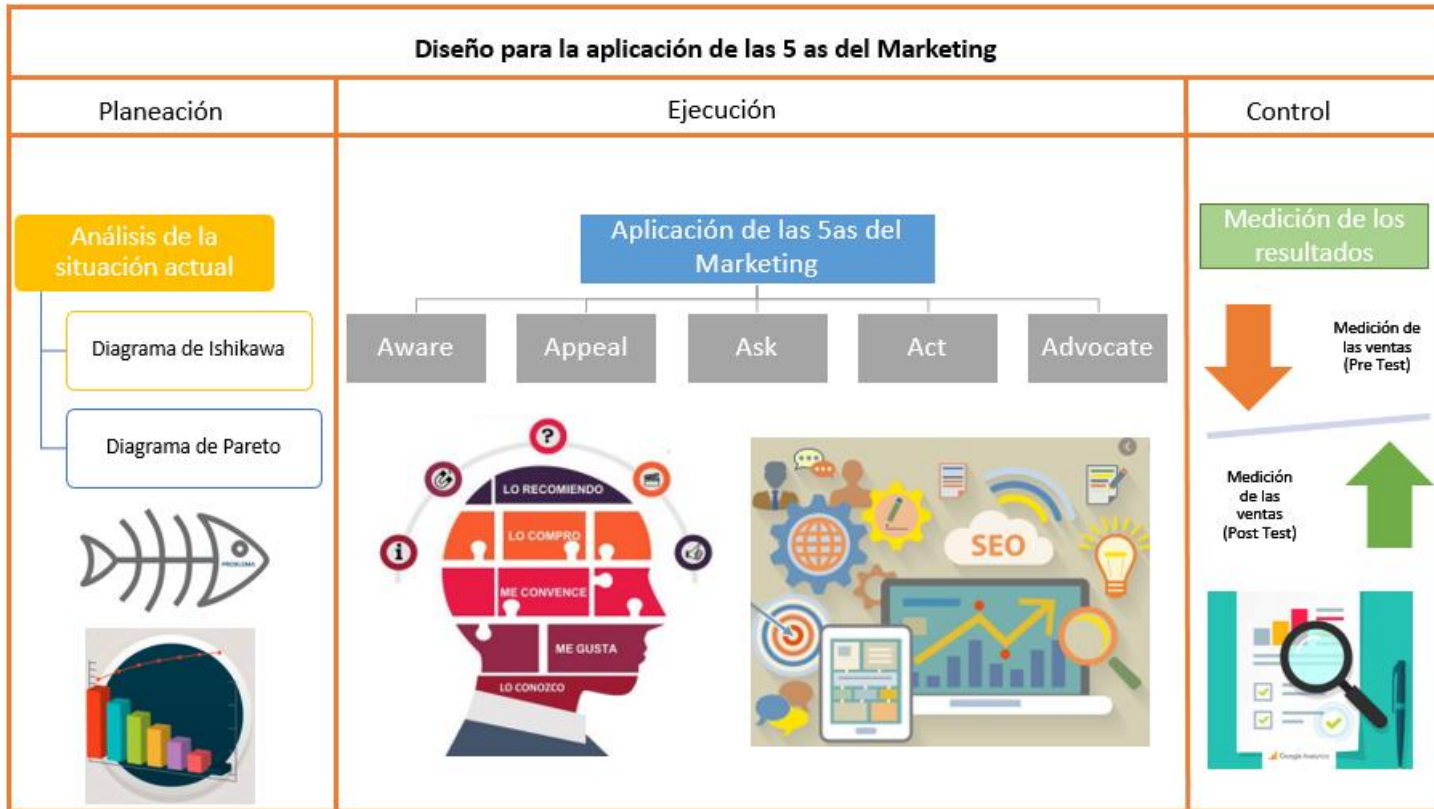 Diseño para la aplicación de las 5 as del Marketing
Planeación
Ejecución
Control
Análisis de la
situación actual
Diagrama de Ishikawa
Diagrama de Pareto
PROBLEMA
Aplicación de las 5as del
Marketing
Aware
Appeal
Ask
Act
Advocate
?
i
LO RECOMIENDO
LO COMPRO
ME CONVENCE
ME GUSTA
LO CONOZCO
SEO
Medición de los
resultados
Medición de
las ventas
(Pre Test)
Medición
de las
ventas
(Post Test)
Google Analytics